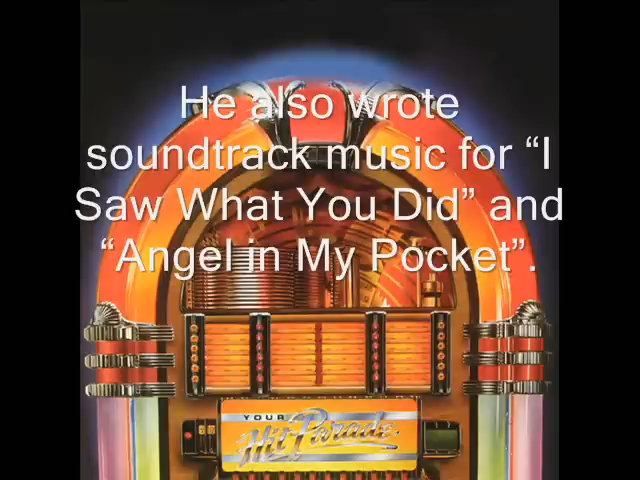 He also wrote
soundtrack music for “I
Saw What You Did” and
“Angel in My Pocket”.
YOUR
Hit Parade